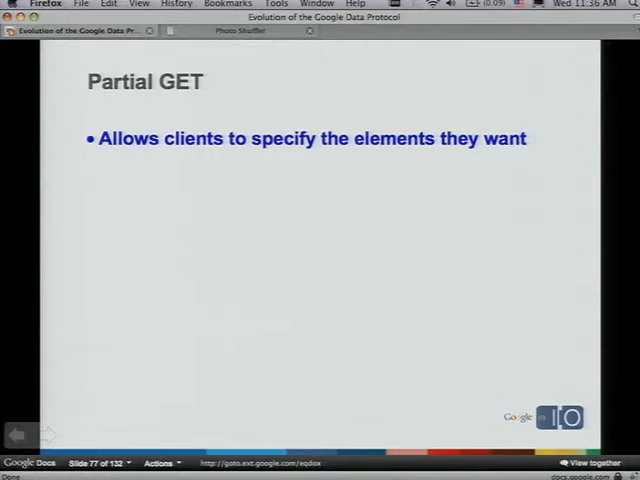 Firefox File Edit View History Bookmarks Tools Window Help (0:09) Wed 11:36 AM
Evolution of the Google Data Protocol
Evolution of the Google Data Pr... Photo Shuffler
Partial GET
• Allows clients to specify the elements they want
Google I/O
Google Docs Slide 77 of 132 Actions http://goto.ext.google.com/eqdox View together
Done docs.google.com